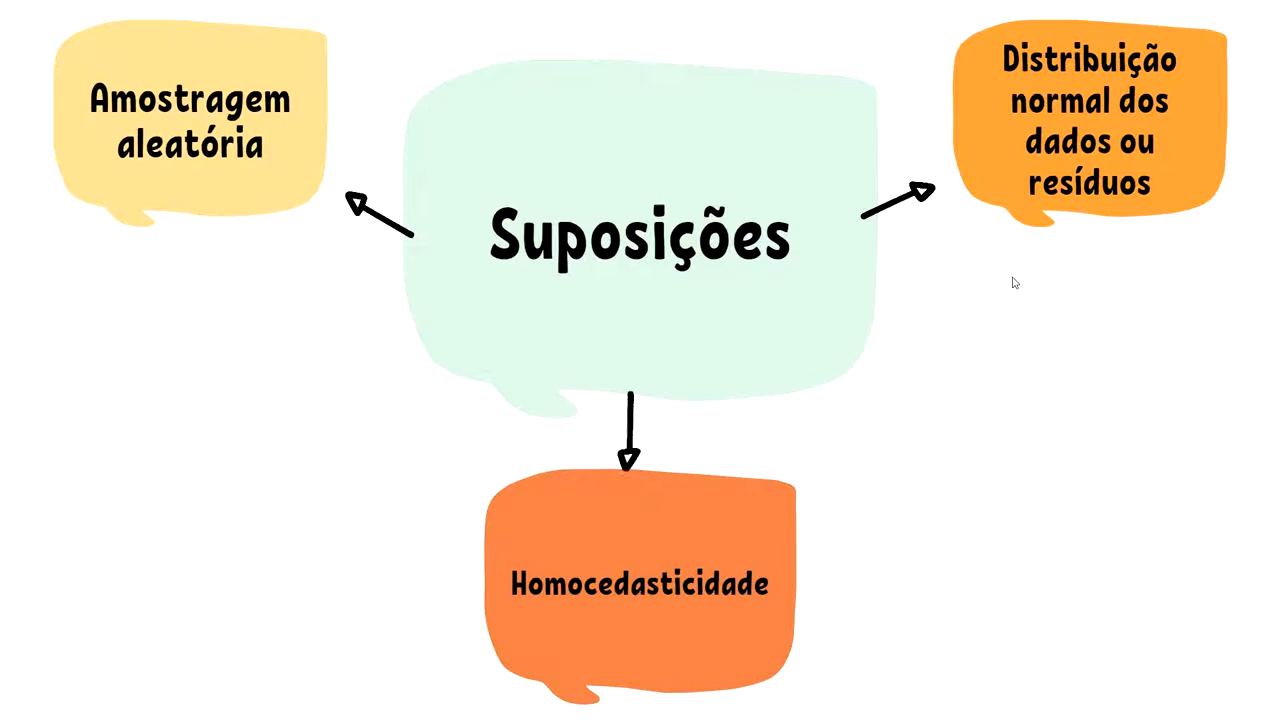 Amostragem
aleatória
Suposições
Distribuição
normal dos
dados ou
resíduos
Homocedasticidade